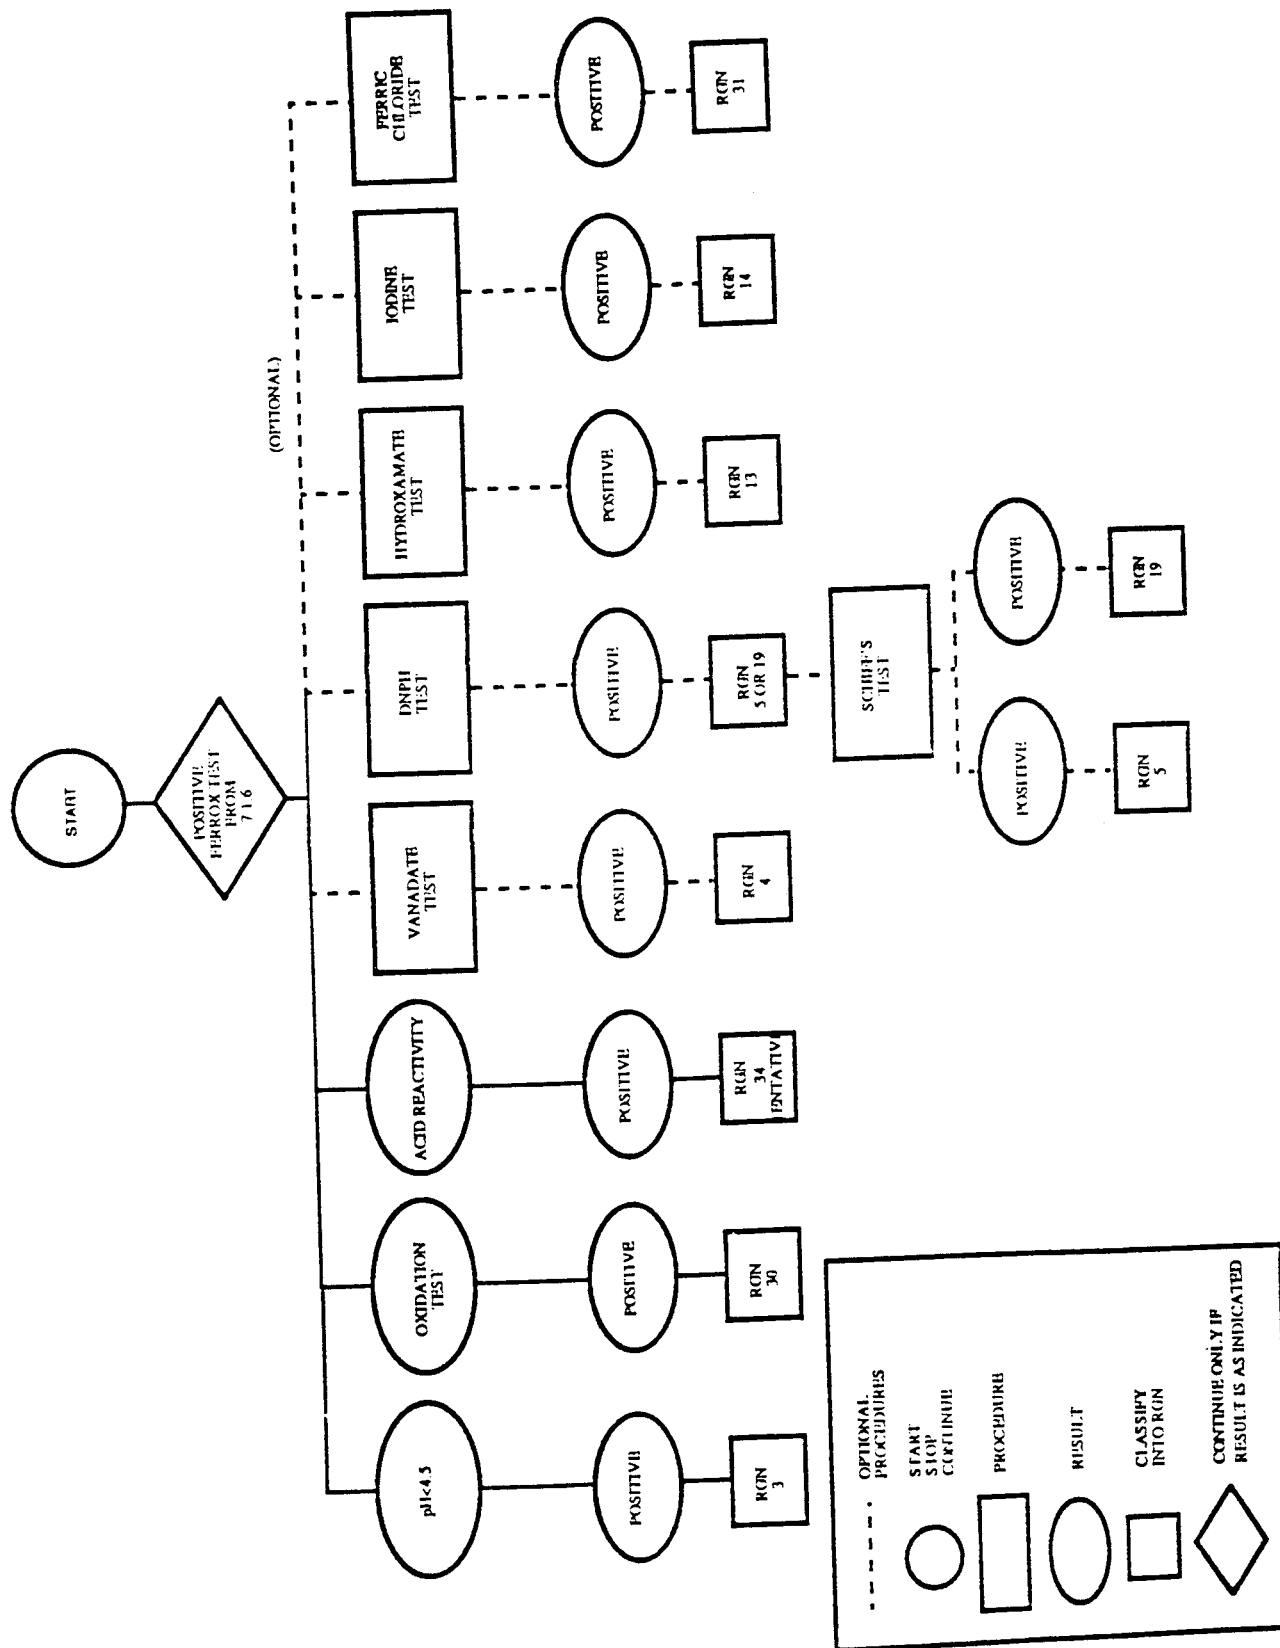 START
POSITIVE
FERROX TEST
FROM
7.1.6
(OPTIONAL)
pH<4.5
OXIDATION
TEST
ACID REACTIVITY
VANADATE
TEST
DNPH
TEST
HYDROXAMATE
TEST
IODINE
TEST
FERRIC
CHLORIDE
TEST
POSITIVE
POSITIVE
POSITIVE
POSITIVE
POSITIVE
POSITIVE
POSITIVE
POSITIVE
RGN
3
RGN
30
RGN
34
ENTATIVE
RGN
4
RGN
5 OR 19
RGN
13
RGN
14
RGN
31
SCHIFF'S
TEST
POSITIVE
POSITIVE
RGN
5
RGN
19
OPTIONAL
PROCEDURES
START
STOP
CONTINUE
PROCEDURE
RESULT
CLASSIFY
INTO RGN
CONTINUE ONLY IF
RESULT IS AS INDICATED